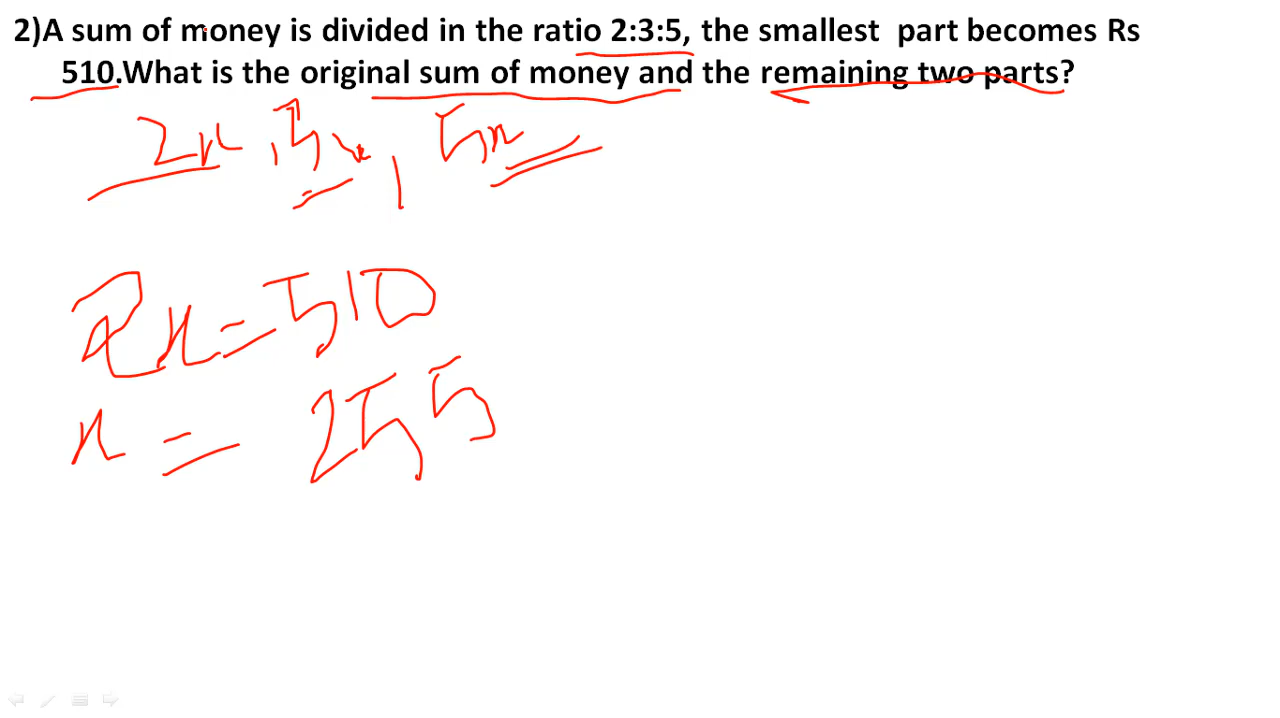 2)A sum of money is divided in the ratio 2:3:5, the smallest part becomes Rs
510.What is the original sum of money and the remaining two parts?
2x , 3x , 5x
2x = 510
x = 255